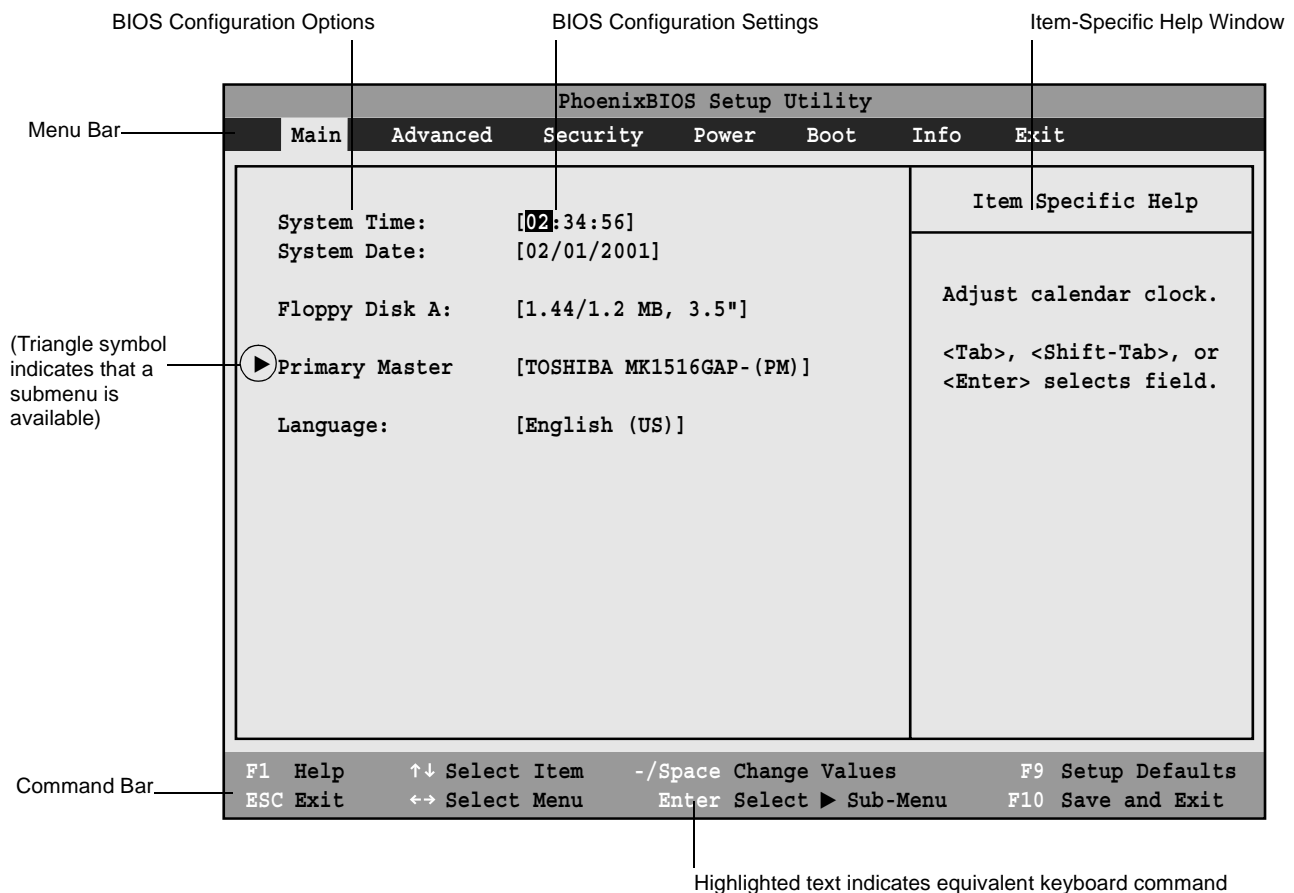 BIOS Configuration Options BIOS Configuration Settings Item-Specific Help Window
PhoenixBIOS Setup Utility
Menu Bar
Main Advanced Security Power Boot Info Exit
Item Specific Help
System Time: [02:34:56]
System Date: [02/01/2001]
Floppy Disk A: [1.44/1.2 MB, 3.5"]
Adjust calendar clock.
(Triangle symbol
indicates that a
submenu is
available)
▶Primary Master [TOSHIBA MK1516GAP-(PM)]
<Tab>, <Shift-Tab>, or
<Enter> selects field.
Language: [English (US)]
Command Bar
F1 Help ↑↓ Select Item -/Space Change Values F9 Setup Defaults
ESC Exit ←→ Select Menu Enter Select ▶ Sub-Menu F10 Save and Exit
Highlighted text indicates equivalent keyboard command